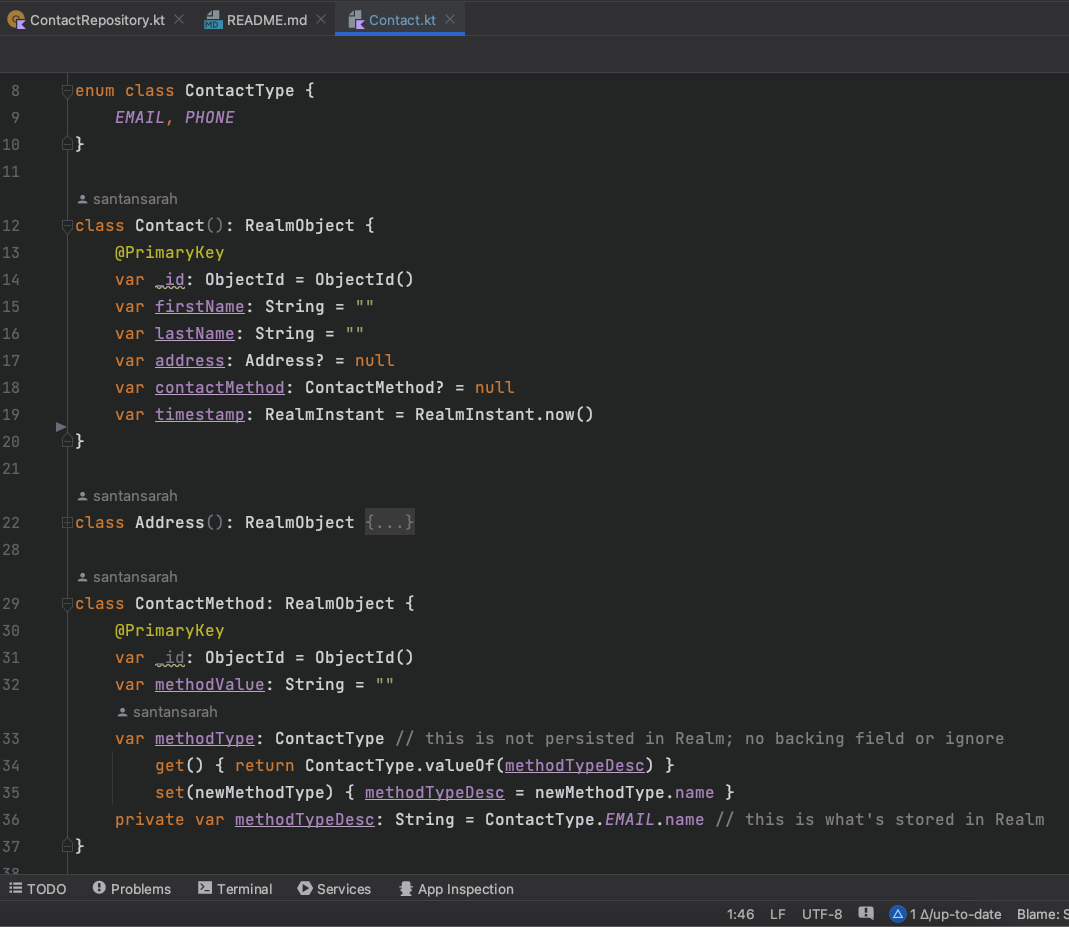 ContactRepository.kt README.md Contact.kt
8 enum class ContactType {
9 EMAIL, PHONE
10 }
11
santansarah
12 class Contact(): RealmObject {
13 @PrimaryKey
14 var _id: ObjectId = ObjectId()
15 var firstName: String = ""
16 var lastName: String = ""
17 var address: Address? = null
18 var contactMethod: ContactMethod? = null
19 var timestamp: RealmInstant = RealmInstant.now()
20 }
21
santansarah
22 class Address(): RealmObject {...}
28
santansarah
29 class ContactMethod: RealmObject {
30 @PrimaryKey
31 var _id: ObjectId = ObjectId()
32 var methodValue: String = ""
santansarah
33 var methodType: ContactType // this is not persisted in Realm; no backing field or ignore
34 get() { return ContactType.valueOf(methodTypeDesc) }
35 set(newMethodType) { methodTypeDesc = newMethodType.name }
36 private var methodTypeDesc: String = ContactType.EMAIL.name // this is what's stored in Realm
37 }
38
TODO Problems Terminal Services App Inspection
1:46 LF UTF-8 1 Δ/up-to-date Blame: S